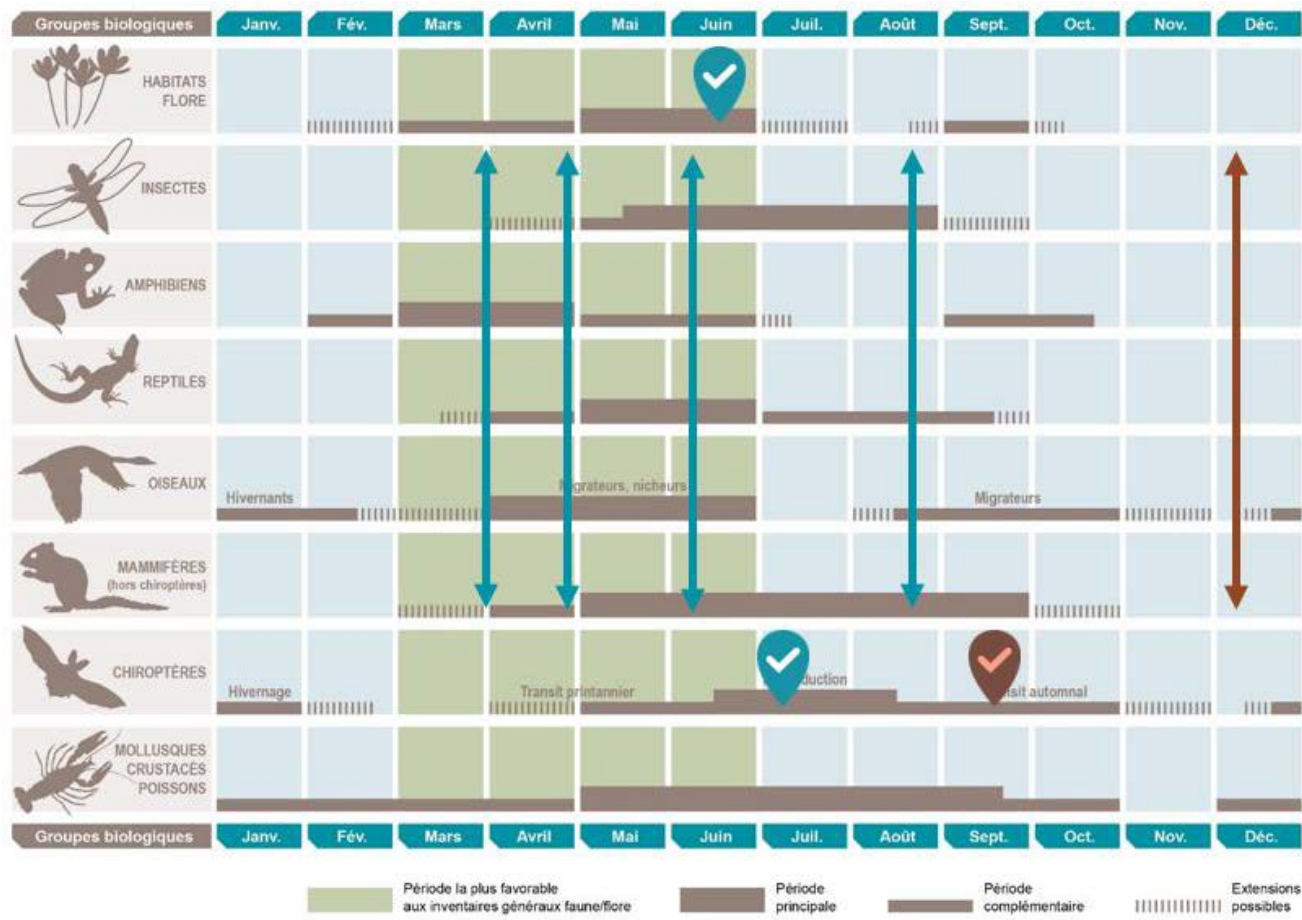 Groupes biologiques Janv. Fév. Mars Avril Mai Juin Juil. Août Sept. Oct. Nov. Déc.
HABITATS
FLORE
INSECTES
AMPHIBIENS
REPTILES
OISEAUX
Hivernants
nicheurs
Migrateurs
MAMMIFÈRES
(hors chiroptères)
CHIROPTÈRES
Hivernage
Transit printannier
automnal
MOLLUSQUES
CRUSTACÉS
POISSONS
Groupes biologiques Janv. Fév. Mars Avril Mai Juin Juil. Août Sept. Oct. Nov. Déc.
Période la plus favorable
aux inventaires généraux faune/flore
Période
principale
Période
complémentaire
Extensions
possibles